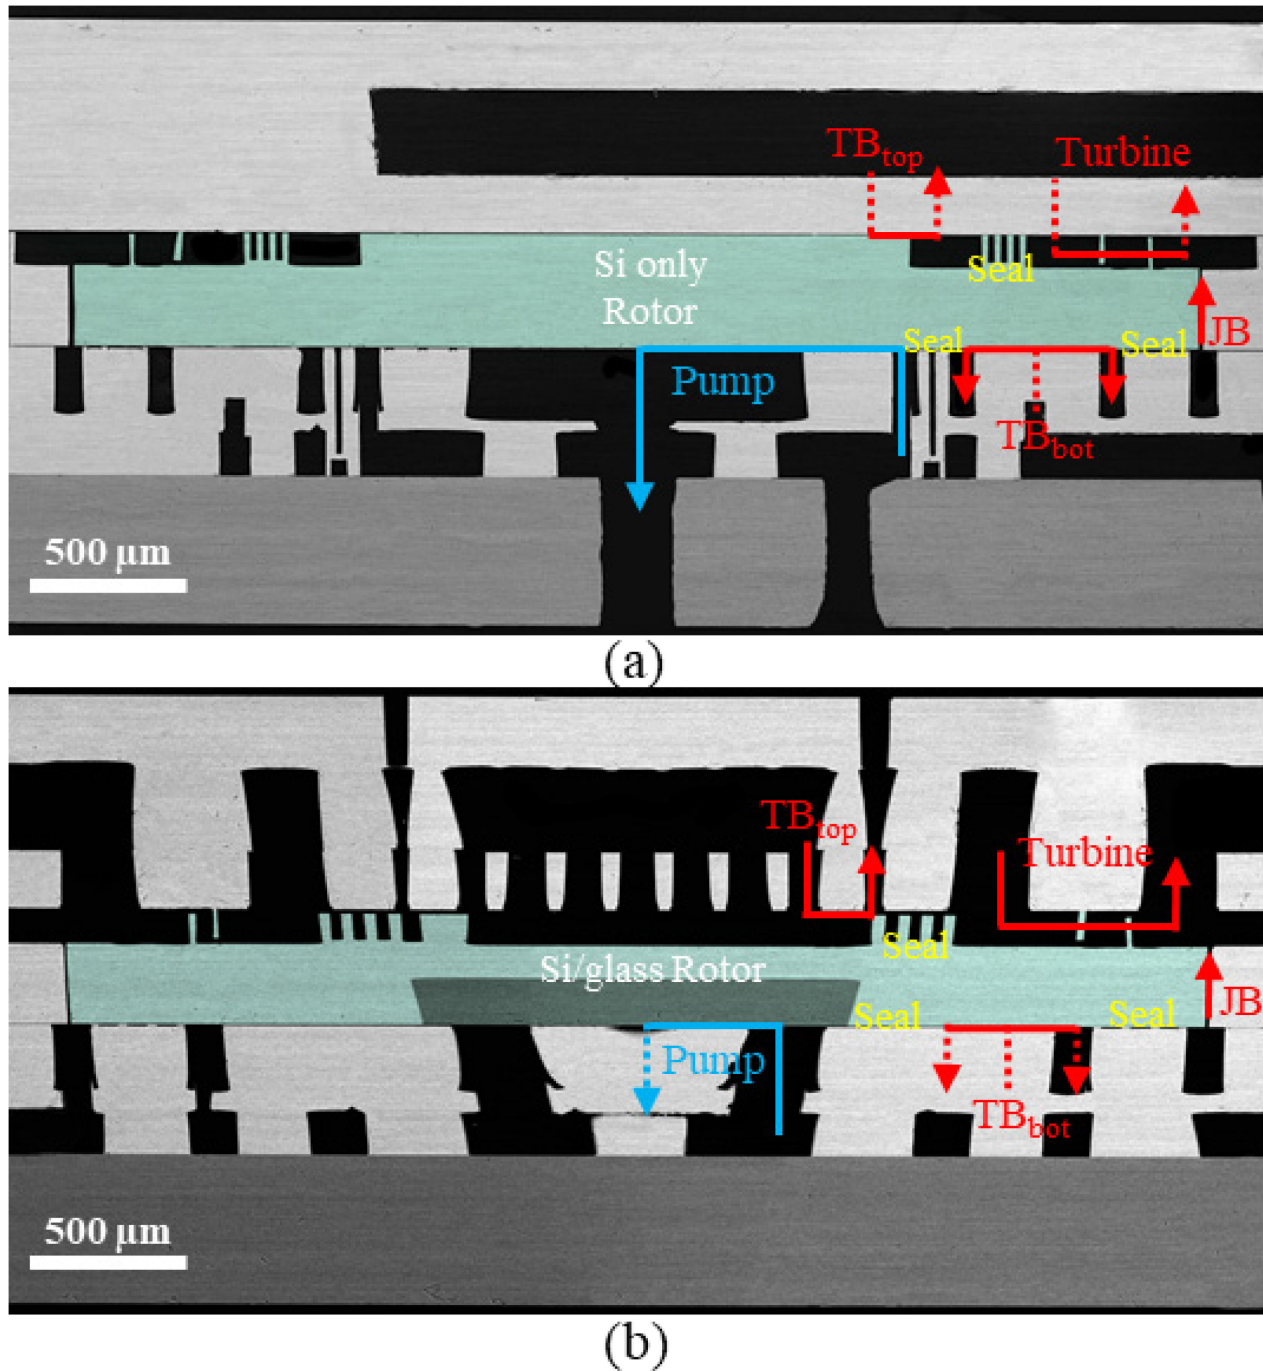 TBtop
Turbine
Si only
Rotor
Seal
JB
Seal
Seal
Pump
TBbot
500 μm
(a)
TBtop
Turbine
Seal
Si/glass Rotor
JB
Seal
Seal
Pump
TBbot
500 μm
(b)